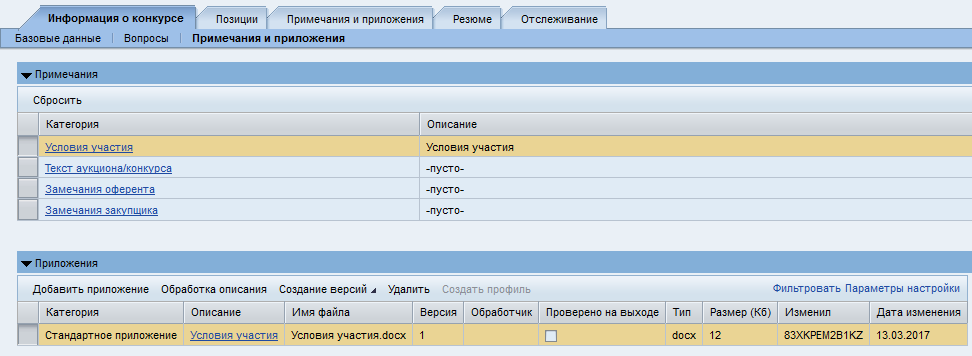 Информация о конкурсе Позиции Примечания и приложения Резюме Отслеживание
Базовые данные Вопросы Примечания и приложения
Примечания
Сбросить
Категория Описание
Условия участия Условия участия
Текст аукциона/конкурса -пусто-
Замечания оферента -пусто-
Замечания закупщика -пусто-
Приложения
Добавить приложение Обработка описания Создание версий Удалить Создать профиль Фильтровать Параметры настройки
Категория Описание Имя файла Версия Обработчик Проверено на выходе Тип Размер (Кб) Изменил Дата изменения
Стандартное приложение Условия участия Условия участия.docx 1 docx 12 83XKPEM2B1KZ 13.03.2017